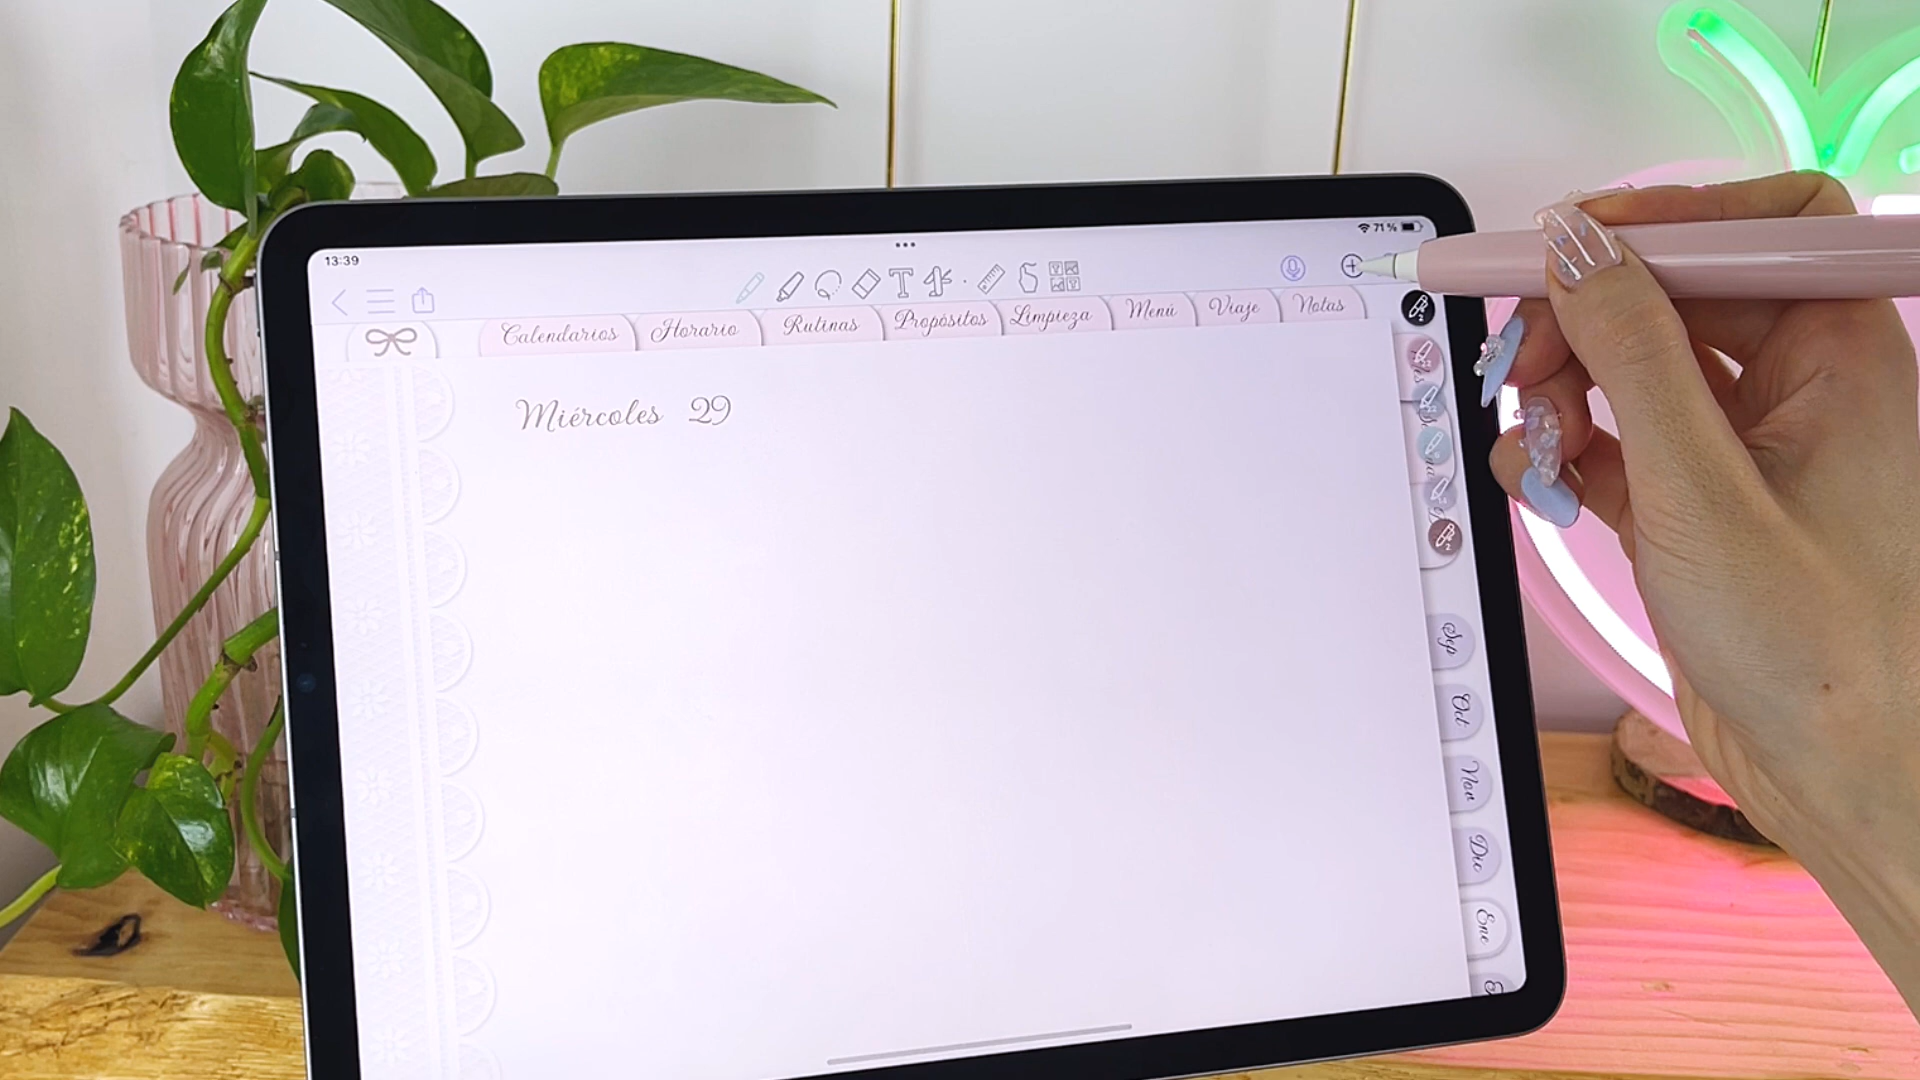 13:39
71 %
Calendarios Horario Rutinas Propósitos Limpieza Menú Viaje Notas
Miércoles 29
Sep
Oct
Nov
Dic
Ene